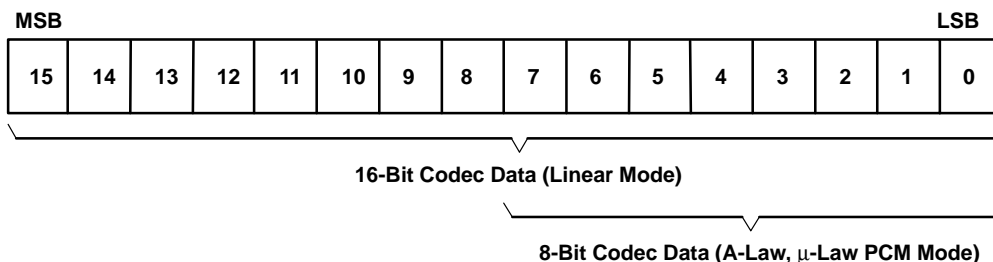 MSB LSB
15 14 13 12 11 10 9 8 7 6 5 4 3 2 1 0
16-Bit Codec Data (Linear Mode)
8-Bit Codec Data (A-Law, μ-Law PCM Mode)